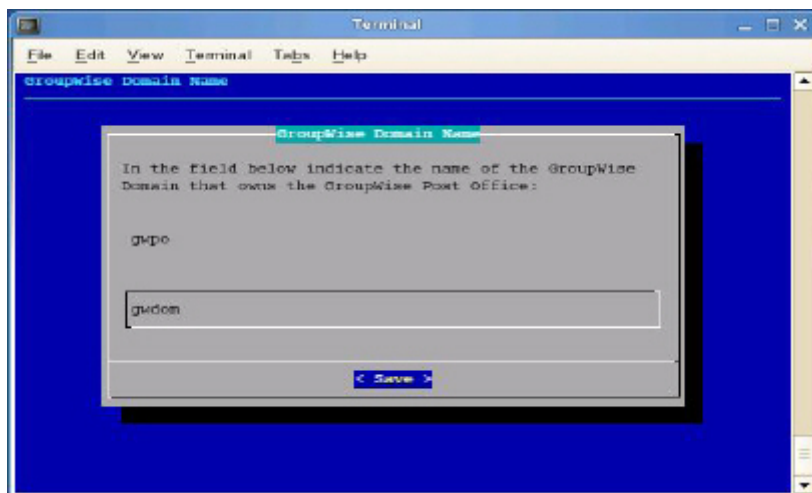 Terminal
File Edit View Terminal Tabs Help
GroupWise Domain Name
GroupWise Domain Name
In the field below indicate the name of the GroupWise
Domain that owns the GroupWise Post Office:
gwpo
gwdom
< Save >